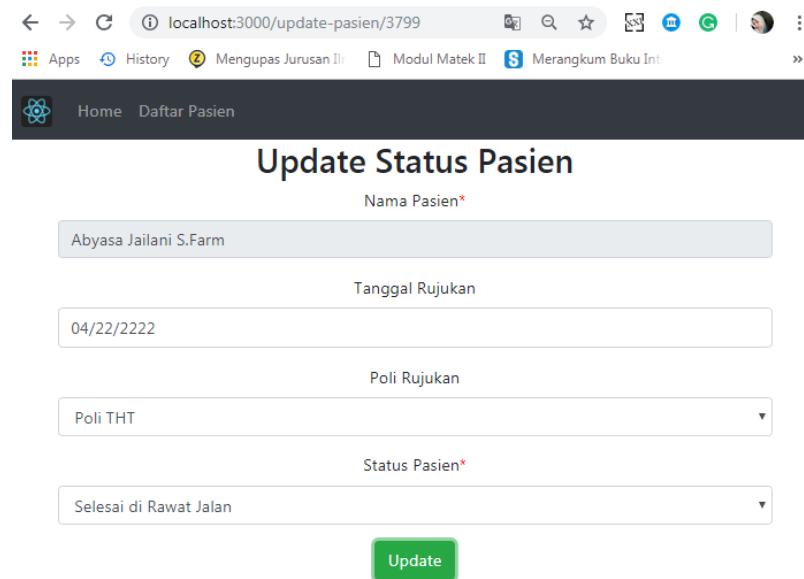 localhost:3000/update-pasien/3799
Apps History Mengupas Jurusan Il Modul Matek II Merangkum Buku Int »
Home Daftar Pasien
Update Status Pasien
Nama Pasien*
Abyasa Jailani S.Farm
Tanggal Rujukan
04/22/2222
Poli Rujukan
Poli THT
Status Pasien*
Selesai di Rawat Jalan
Update